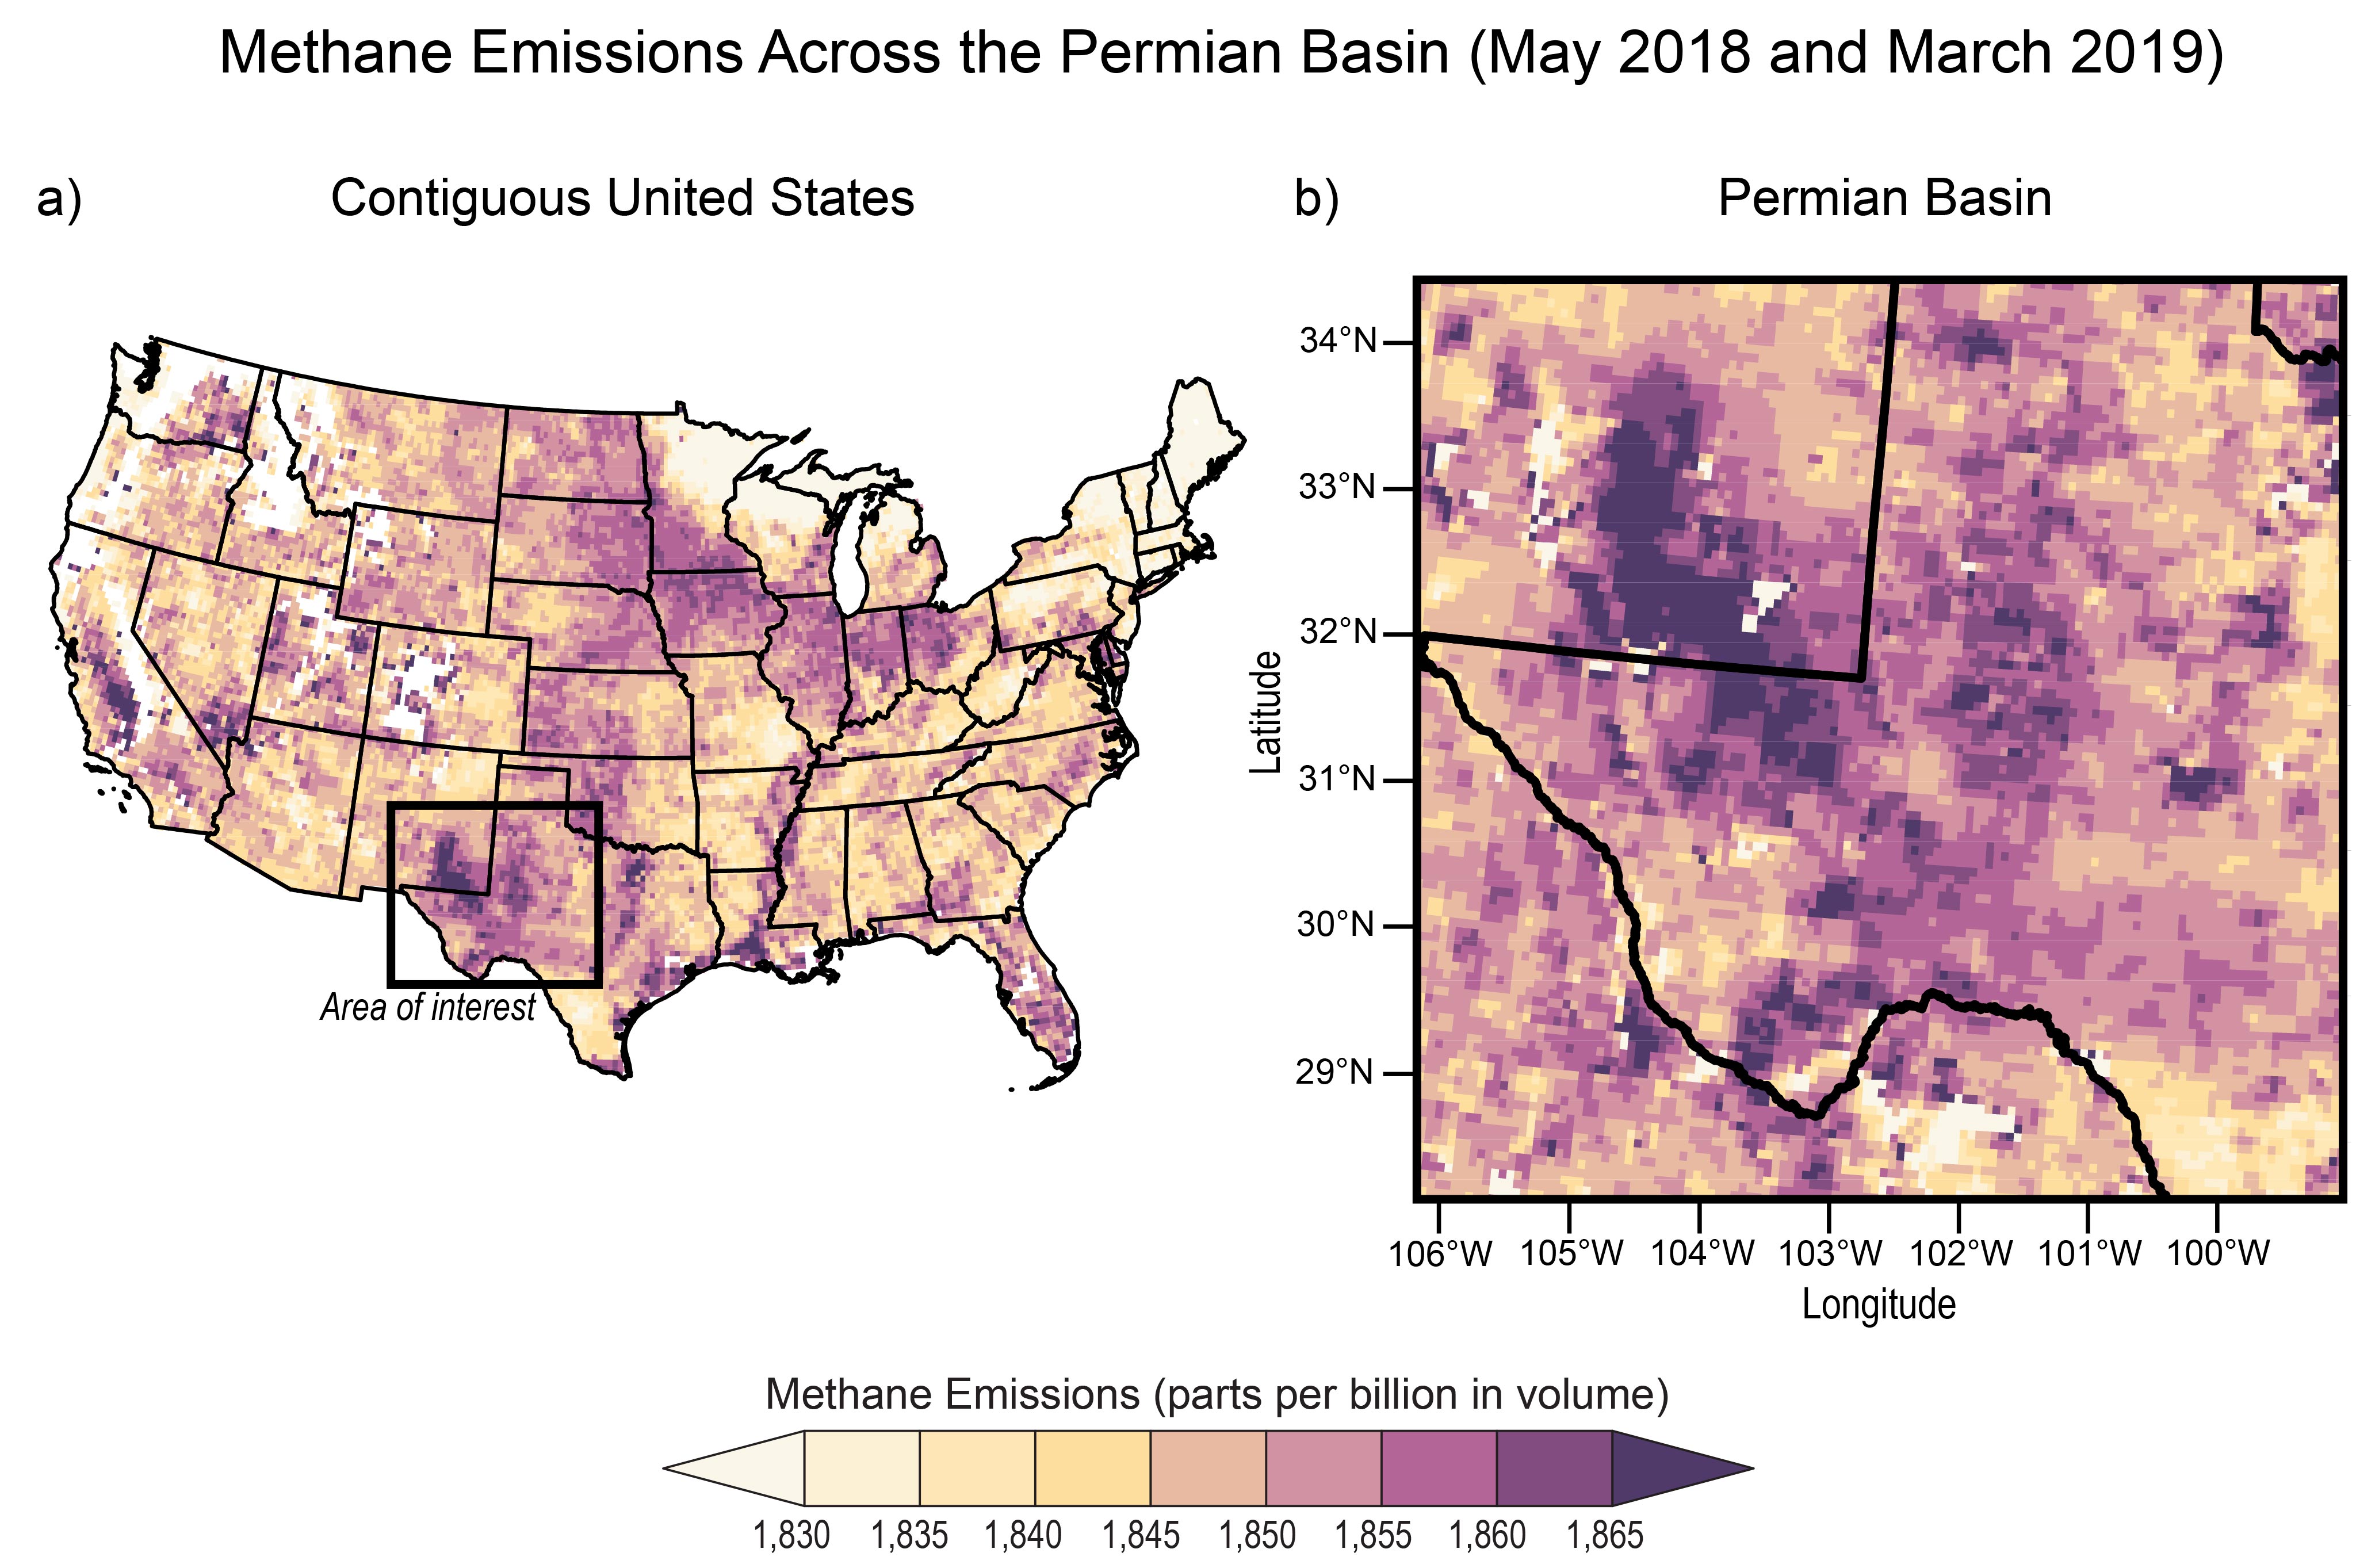 Methane Emissions Across the Permian Basin (May 2018 and March 2019)
a)
Contiguous United States
b)
Permian Basin
Area of interest
Latitude
34°N
33°N
32°N
31°N
30°N
29°N
106°W 105°W 104°W 103°W 102°W 101°W 100°W
Longitude
Methane Emissions (parts per billion in volume)
1,830 1,835 1,840 1,845 1,850 1,855 1,860 1,865